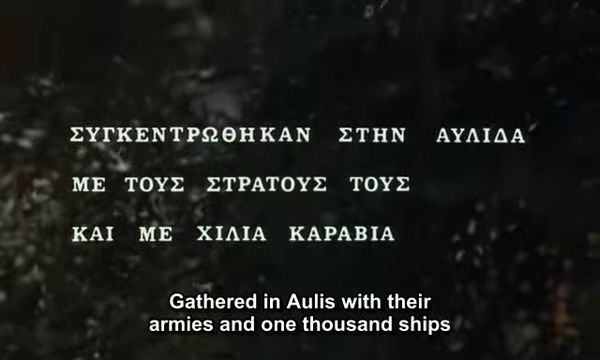 ΣΥΓΚΕΝΤΡΩΘΗΚΑΝ ΣΤΗΝ ΑΥΛΙΔΑ
ΜΕ ΤΟΥΣ ΣΤΡΑΤΟΥΣ ΤΟΥΣ
ΚΑΙ ΜΕ ΧΙΛΙΑ ΚΑΡΑΒΙΑ
Gathered in Aulis with their
armies and one thousand ships